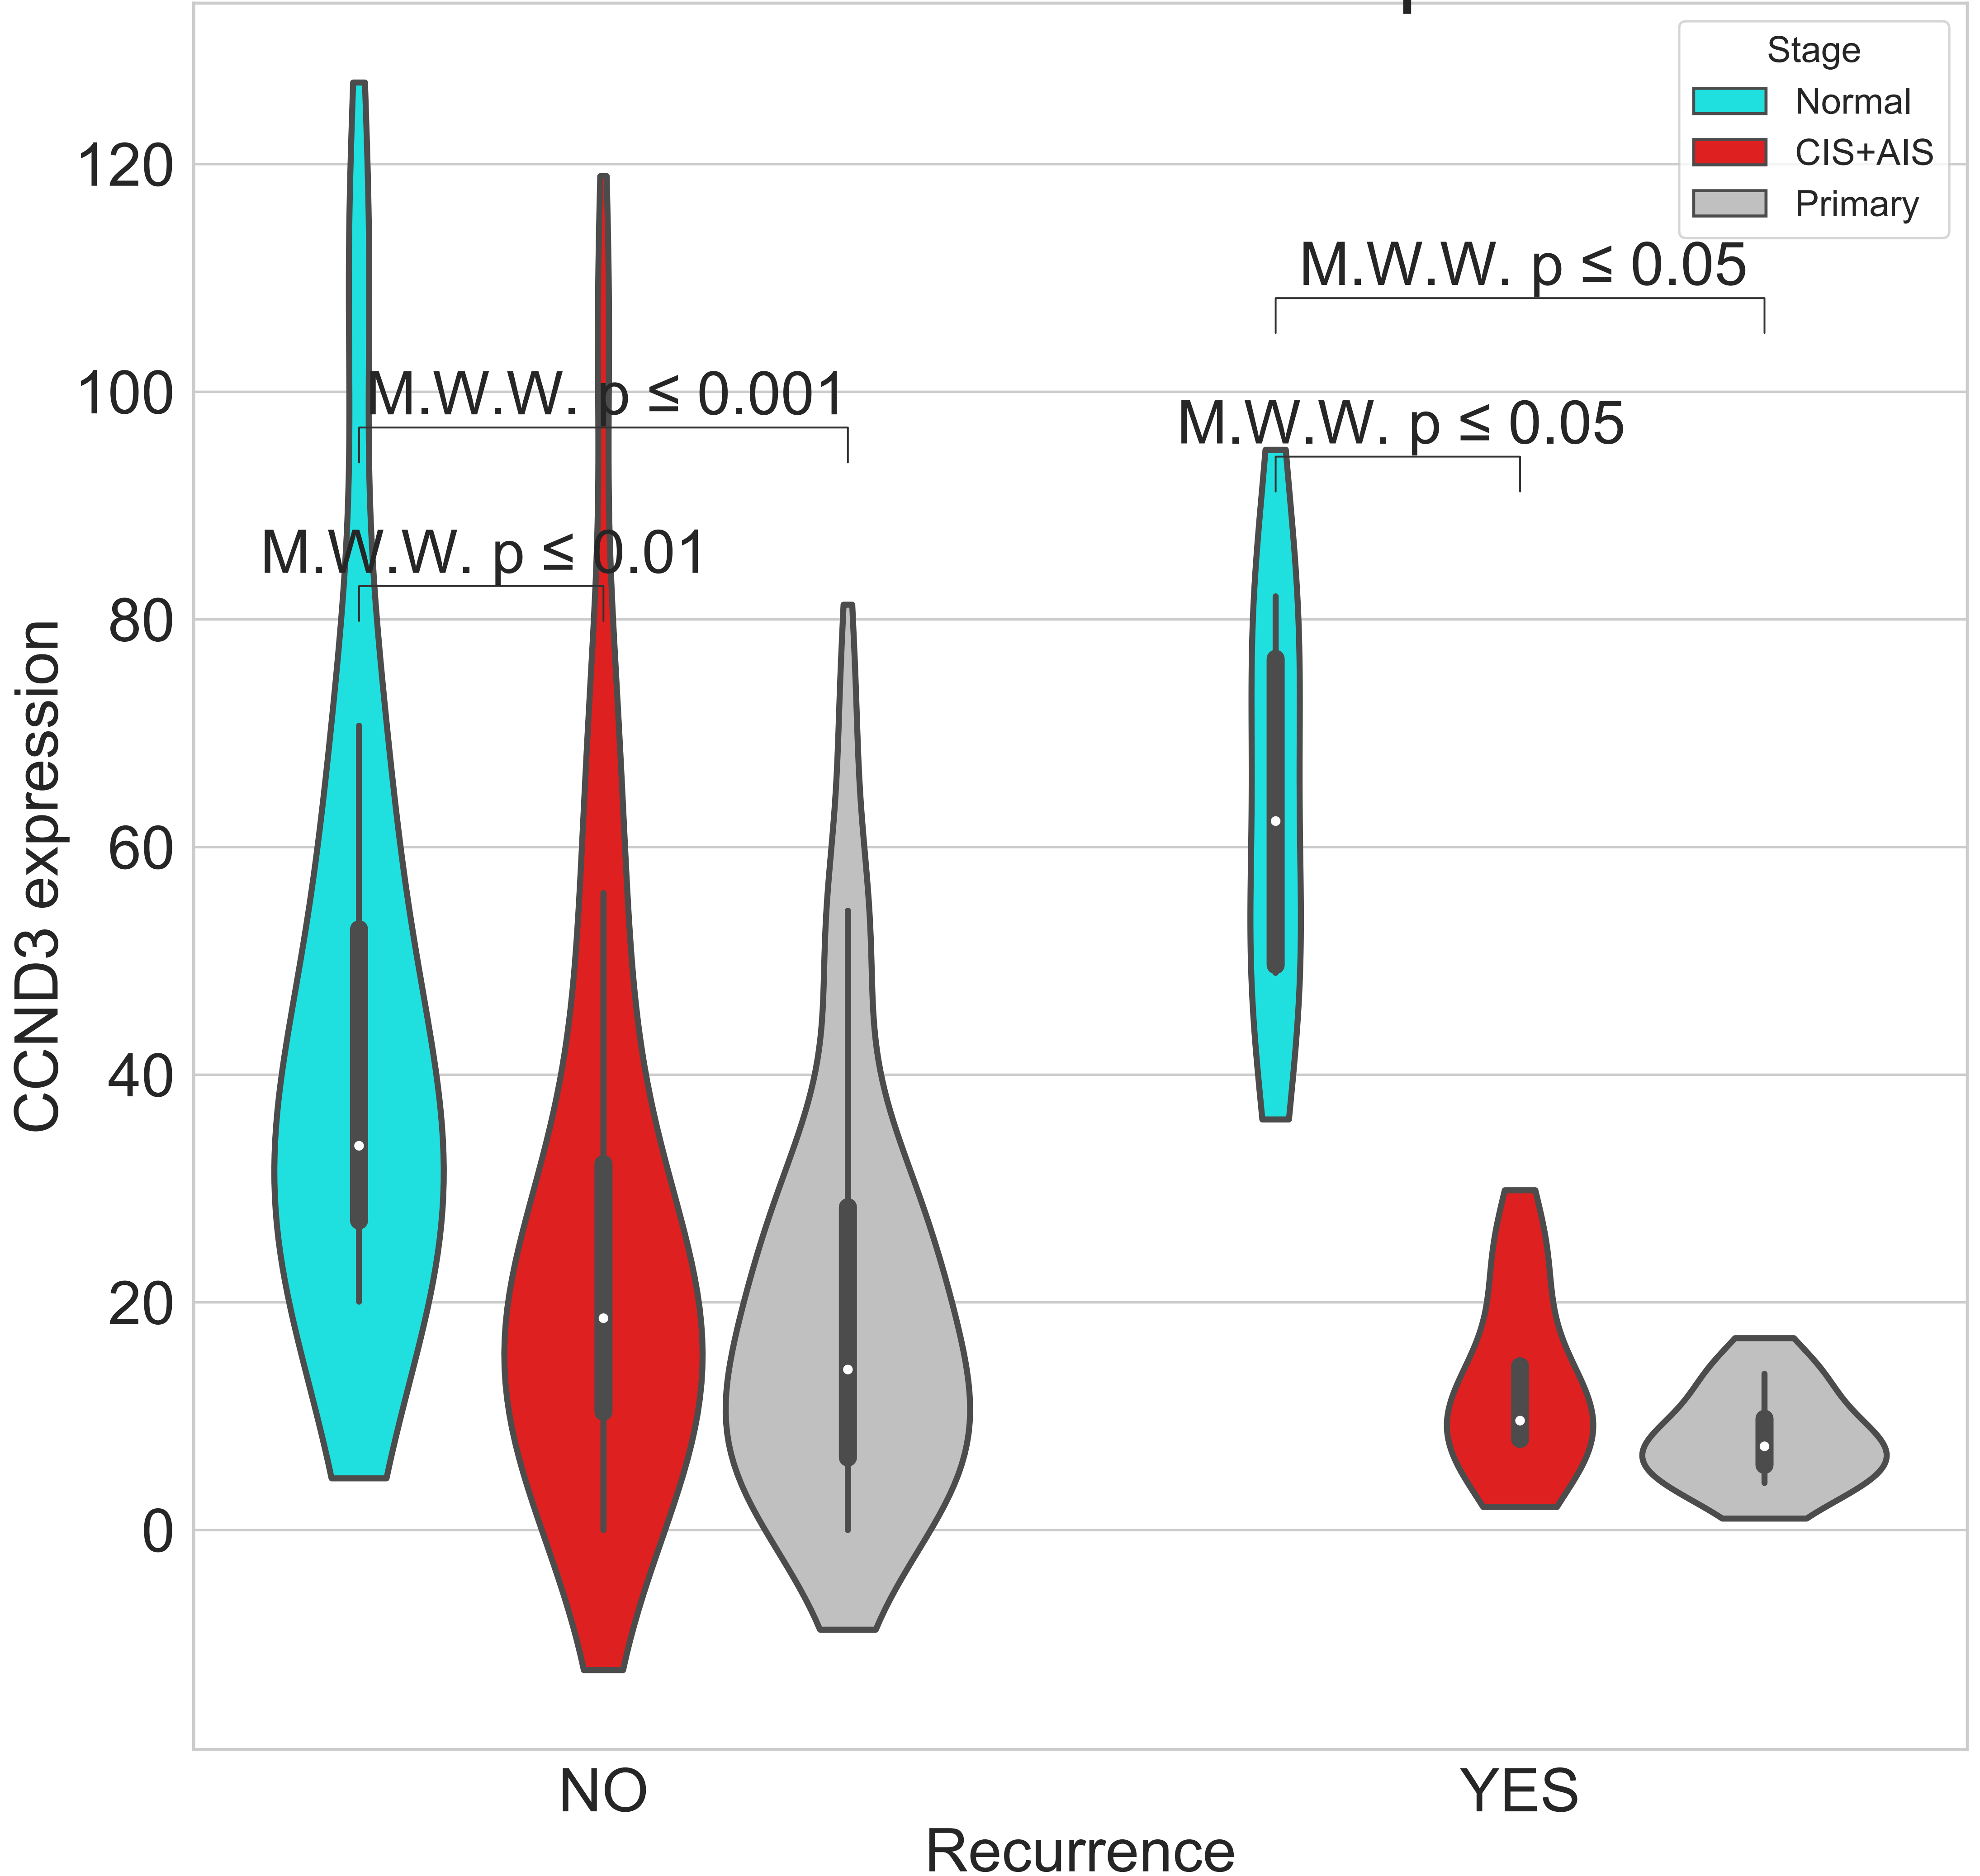 Stage
Normal
CIS+AIS
Primary
M.W.W. p ≤ 0.05
M.W.W. p ≤ 0.001
M.W.W. p ≤ 0.05
M.W.W. p ≤ 0.01
120
100
80
60
40
20
0
CCND3 expression
NO
YES
Recurrence